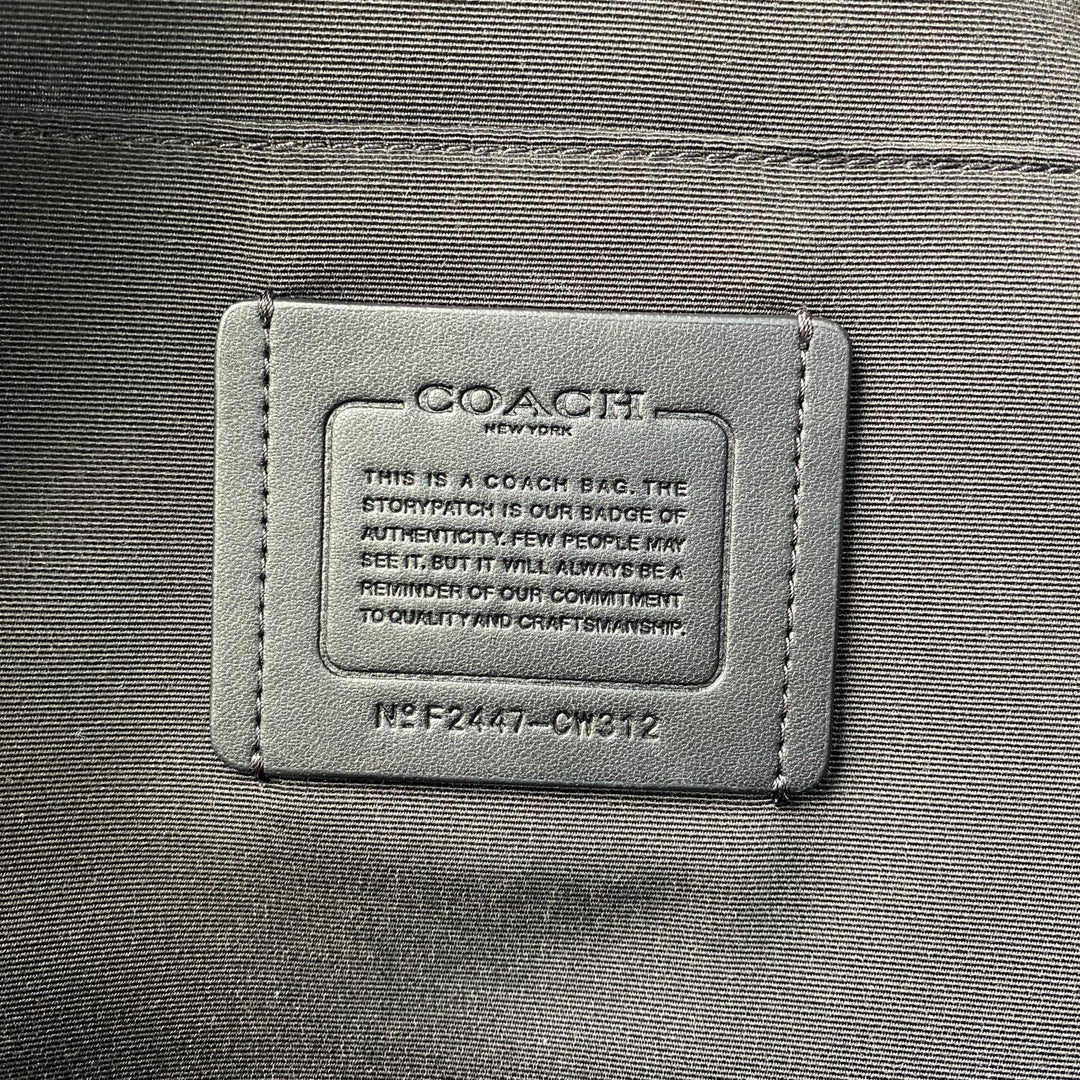 COACH
NEW YORK
THIS IS A COACH BAG. THE
STORYPATCH IS OUR BADGE OF
AUTHENTICITY. FEW PEOPLE MAY
SEE IT, BUT IT WILL ALWAYS BE A
REMINDER OF OUR COMMITMENT
TO QUALITY AND CRAFTSMANSHIP.
Nº F2447-CW312